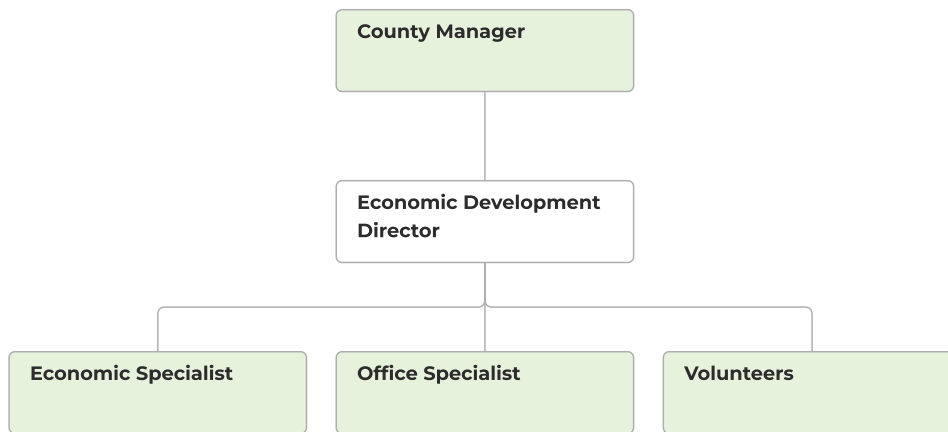 County Manager
Economic Development
Director
Economic Specialist
Office Specialist
Volunteers